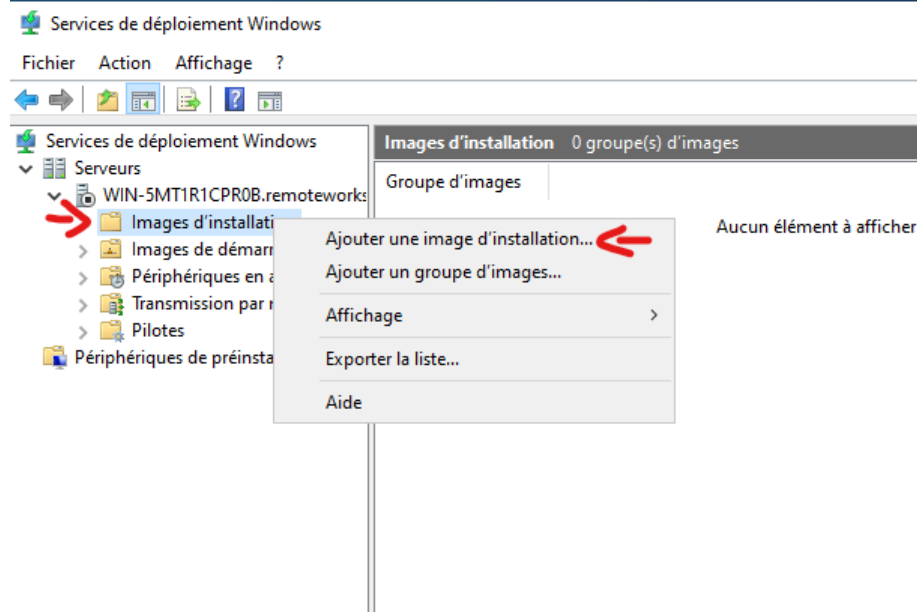 Services de déploiement Windows
Fichier Action Affichage ?
Services de déploiement Windows
Serveurs
WIN-5MT1R1CPR0B.remoteworks
Images d'installati
Images de démarr
Périphériques en a
Transmission par r
Pilotes
Périphériques de préinsta
Images d'installation 0 groupe(s) d'images
Groupe d'images
Aucun élément à afficher
Ajouter une image d'installation...
Ajouter un groupe d'images...
Affichage
Exporter la liste...
Aide